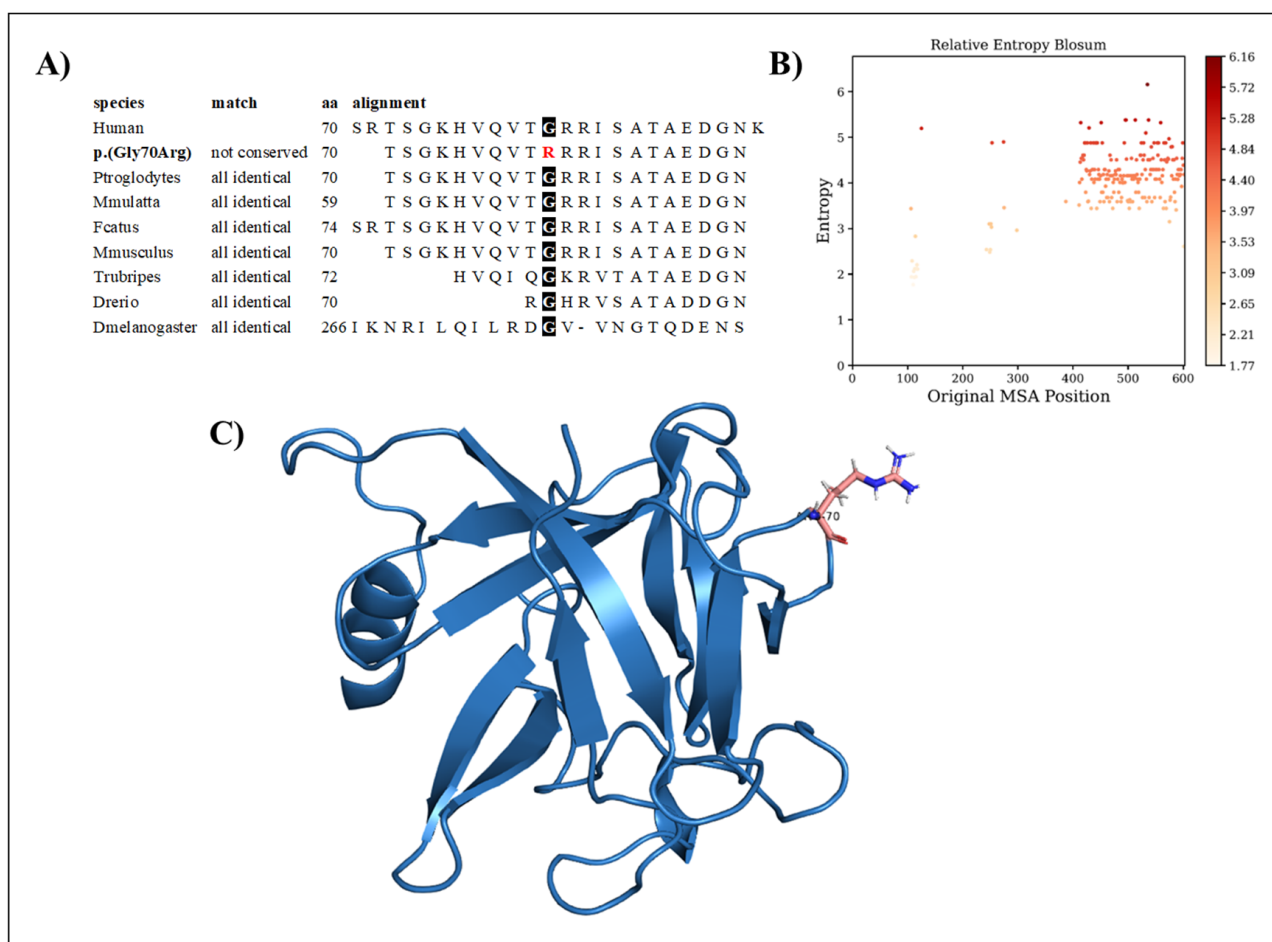 A)
species match aa alignment
Human 70 S R T S G K H V Q V T G R R I S A T A E D G N K
p.(Gly70Arg) not conserved 70 T S G K H V Q V T R R R I S A T A E D G N
Ptroglodytes all identical 70 T S G K H V Q V T G R R I S A T A E D G N
Mmulatta all identical 59 T S G K H V Q V T G R R I S A T A E D G N
Fcatus all identical 74 S R T S G K H V Q V T G R R I S A T A E D G N
Mmusculus all identical 70 T S G K H V Q V T G R R I S A T A E D G N
Trubripes all identical 72 H V Q I Q G K R V T A T A E D G N
Drerio all identical 70 R G H R V S A T A D D G N
Dmelanogaster all identical 266 I K N R I L Q I L R D G V - V N G T Q D E N S
B)
Relative Entropy Blosum
Entropy
6
5
4
3
2
1
0
0 100 200 300 400 500 600
Original MSA Position
6.16
5.72
5.28
4.84
4.40
3.97
3.53
3.09
2.65
2.21
1.77
C)